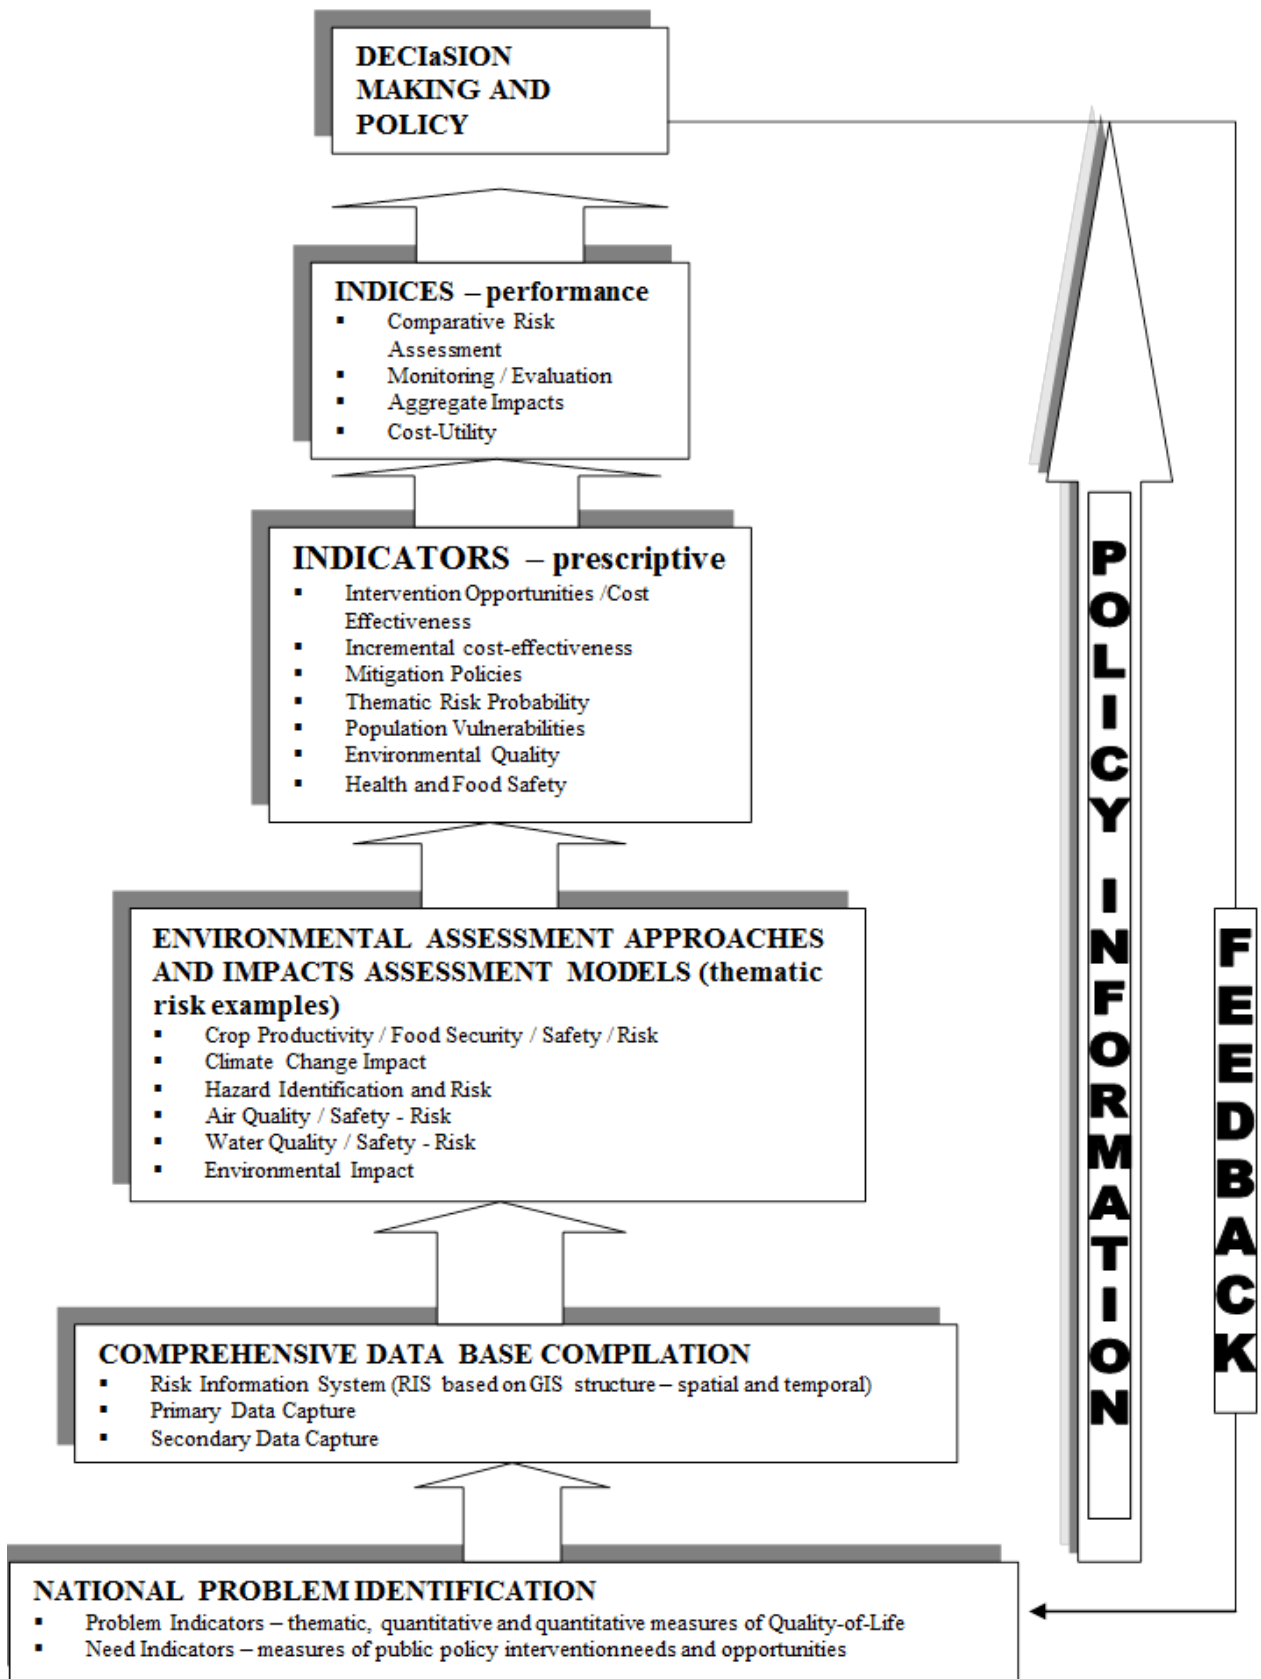 DECIaSION
MAKING AND
POLICY
INDICES – performance
▪ Comparative Risk
Assessment
▪ Monitoring / Evaluation
▪ Aggregate Impacts
▪ Cost-Utility
INDICATORS – prescriptive
▪ Intervention Opportunities /Cost
Effectiveness
▪ Incremental cost-effectiveness
▪ Mitigation Policies
▪ Thematic Risk Probability
▪ Population Vulnerabilities
▪ Environmental Quality
▪ Health and Food Safety
ENVIRONMENTAL ASSESSMENT APPROACHES
AND IMPACTS ASSESSMENT MODELS (thematic
risk examples)
▪ Crop Productivity / Food Security / Safety / Risk
▪ Climate Change Impact
▪ Hazard Identification and Risk
▪ Air Quality / Safety - Risk
▪ Water Quality / Safety - Risk
▪ Environmental Impact
COMPREHENSIVE DATA BASE COMPILATION
▪ Risk Information System (RIS based on GIS structure – spatial and temporal)
▪ Primary Data Capture
▪ Secondary Data Capture
NATIONAL PROBLEM IDENTIFICATION
▪ Problem Indicators – thematic, quantitative and quantitative measures of Quality-of-Life
▪ Need Indicators – measures of public policy intervention needs and opportunities
POLICY INFORMATION
FEEDBACK